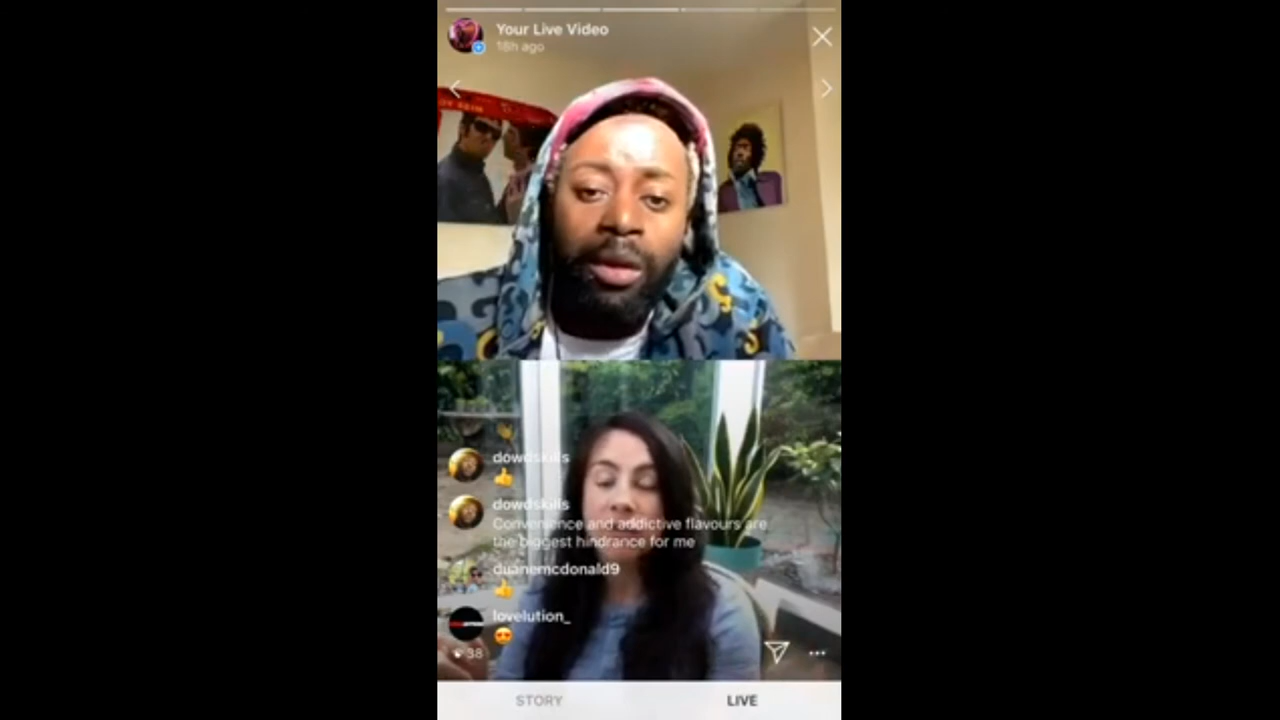 Your Live Video
18h ago
dowdskills
👍
dowdskills
Convenience and addictive flavours are
the biggest hindrance for me
duanemcdonald9
👍
lovelution_
😍
38
STORY
LIVE